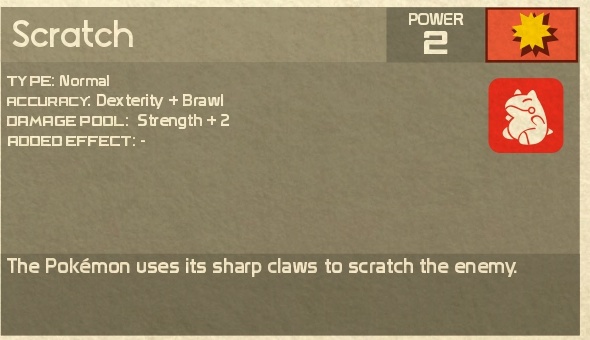 Scratch
POWER
2
TYPE: Normal
ACCURACY: Dexterity + Brawl
DAMAGE POOL: Strength + 2
ADDED EFFECT: -
The Pokémon uses its sharp claws to scratch the enemy.